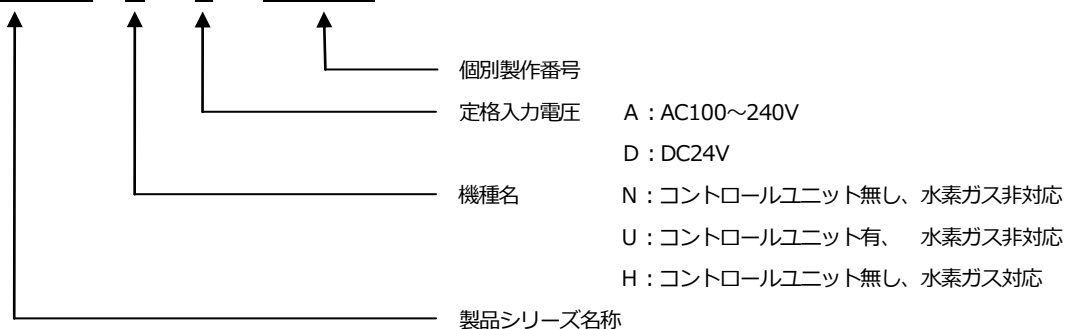 個別製作番号
定格入力電圧 A：AC100～240V
D：DC24V
機種名 N：コントロールユニット無し、水素ガス非対応
U：コントロールユニット有、 水素ガス非対応
H：コントロールユニット無し、水素ガス対応
製品シリーズ名称